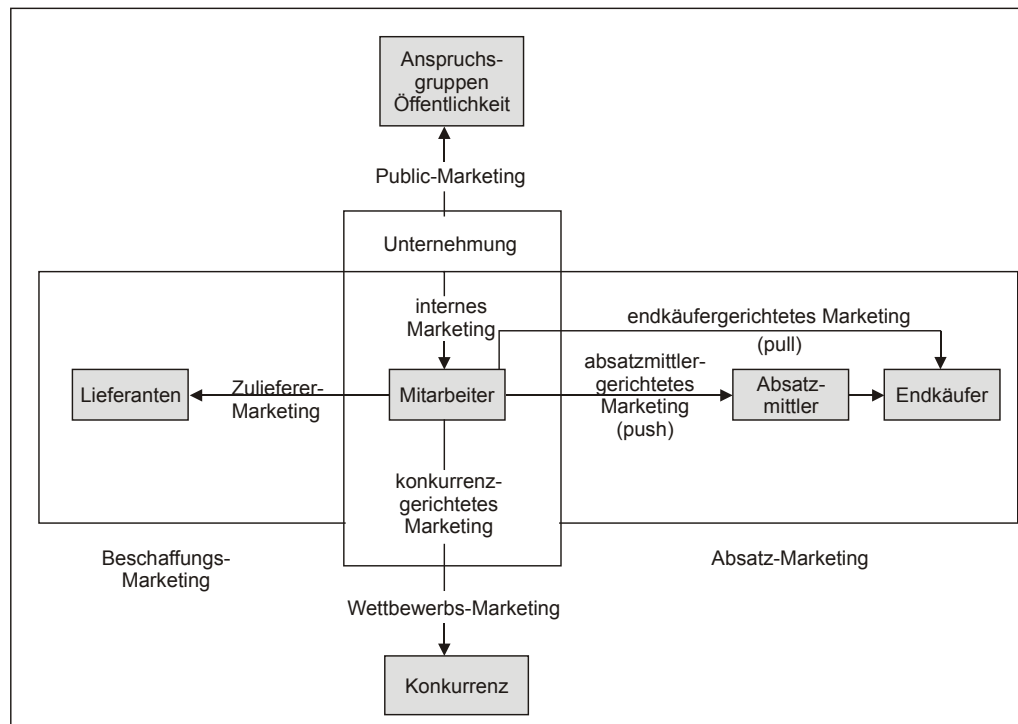 Anspruchs-
gruppen
Öffentlichkeit
Public-Marketing
Unternehmung
internes
Marketing
endkäufergerichtetes Marketing
(pull)
Lieferanten
Zulieferer-
Marketing
Mitarbeiter
absatzmittler-
gerichtetes
Marketing
(push)
Absatz-
mittler
Endkäufer
konkurrenz-
gerichtetes
Marketing
Beschaffungs-
Marketing
Absatz-Marketing
Wettbewerbs-Marketing
Konkurrenz